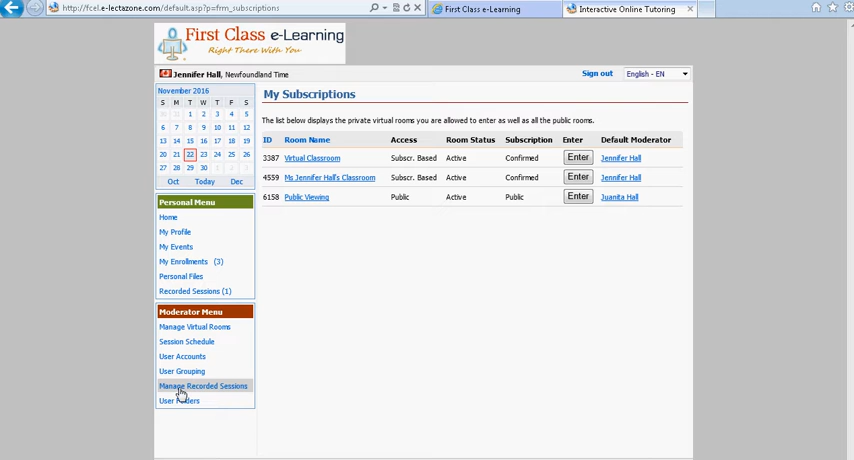 http://fcel.e-lectazone.com/default.asp?p=frm_subscriptions
First Class e-Learning
Interactive Online Tutoring
First Class e-Learning
Right There With You
Jennifer Hall, Newfoundland Time
Sign out
English - EN
November 2016
S M T W T F S
30 31 1 2 3 4 5
6 7 8 9 10 11 12
13 14 15 16 17 18 19
20 21 22 23 24 25 26
27 28 29 30 1 2 3
Oct Today Dec
Personal Menu
Home
My Profile
My Events
My Enrollments (3)
Personal Files
Recorded Sessions (1)
Moderator Menu
Manage Virtual Rooms
Session Schedule
User Accounts
User Grouping
Manage Recorded Sessions
My Subscriptions
The list below displays the private virtual rooms you are allowed to enter as well as all the public rooms.
ID Room Name Access Room Status Subscription Enter Default Moderator
3387 Virtual Classroom Subscr. Based Active Confirmed Enter Jennifer Hall
4559 Ms Jennifer Hall's Classroom Subscr. Based Active Confirmed Enter Jennifer Hall
6158 Public Viewing Public Active Public Enter Juanita Hall